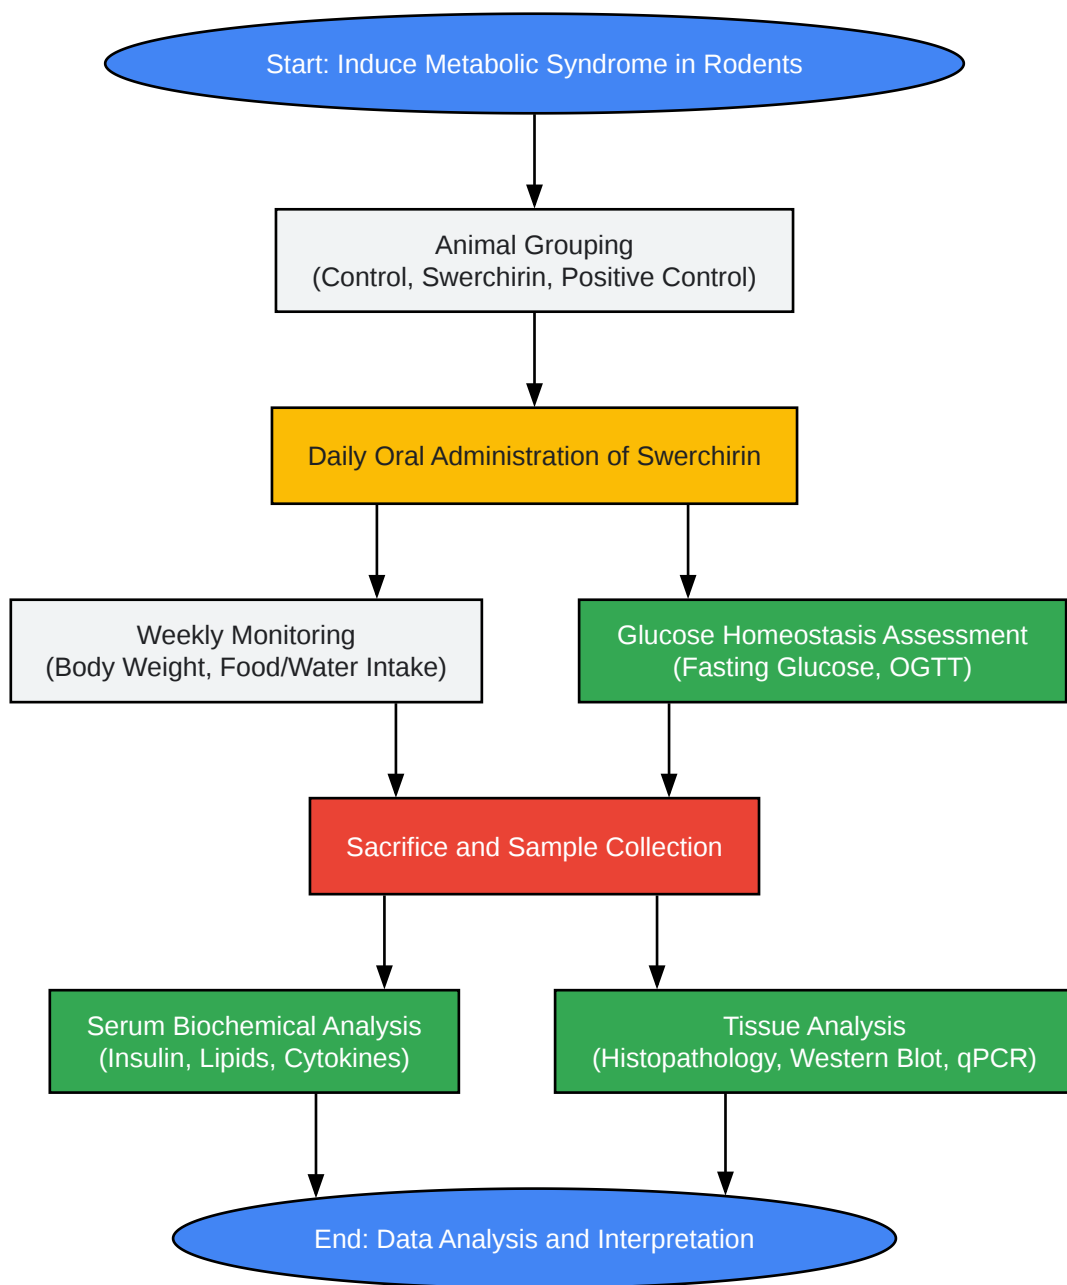 Start: Induce Metabolic Syndrome in Rodents
Animal Grouping
(Control, Swerchirin, Positive Control)
Daily Oral Administration of Swerchirin
Weekly Monitoring
(Body Weight, Food/Water Intake)
Glucose Homeostasis Assessment
(Fasting Glucose, OGTT)
Sacrifice and Sample Collection
Serum Biochemical Analysis
(Insulin, Lipids, Cytokines)
Tissue Analysis
(Histopathology, Western Blot, qPCR)
End: Data Analysis and Interpretation